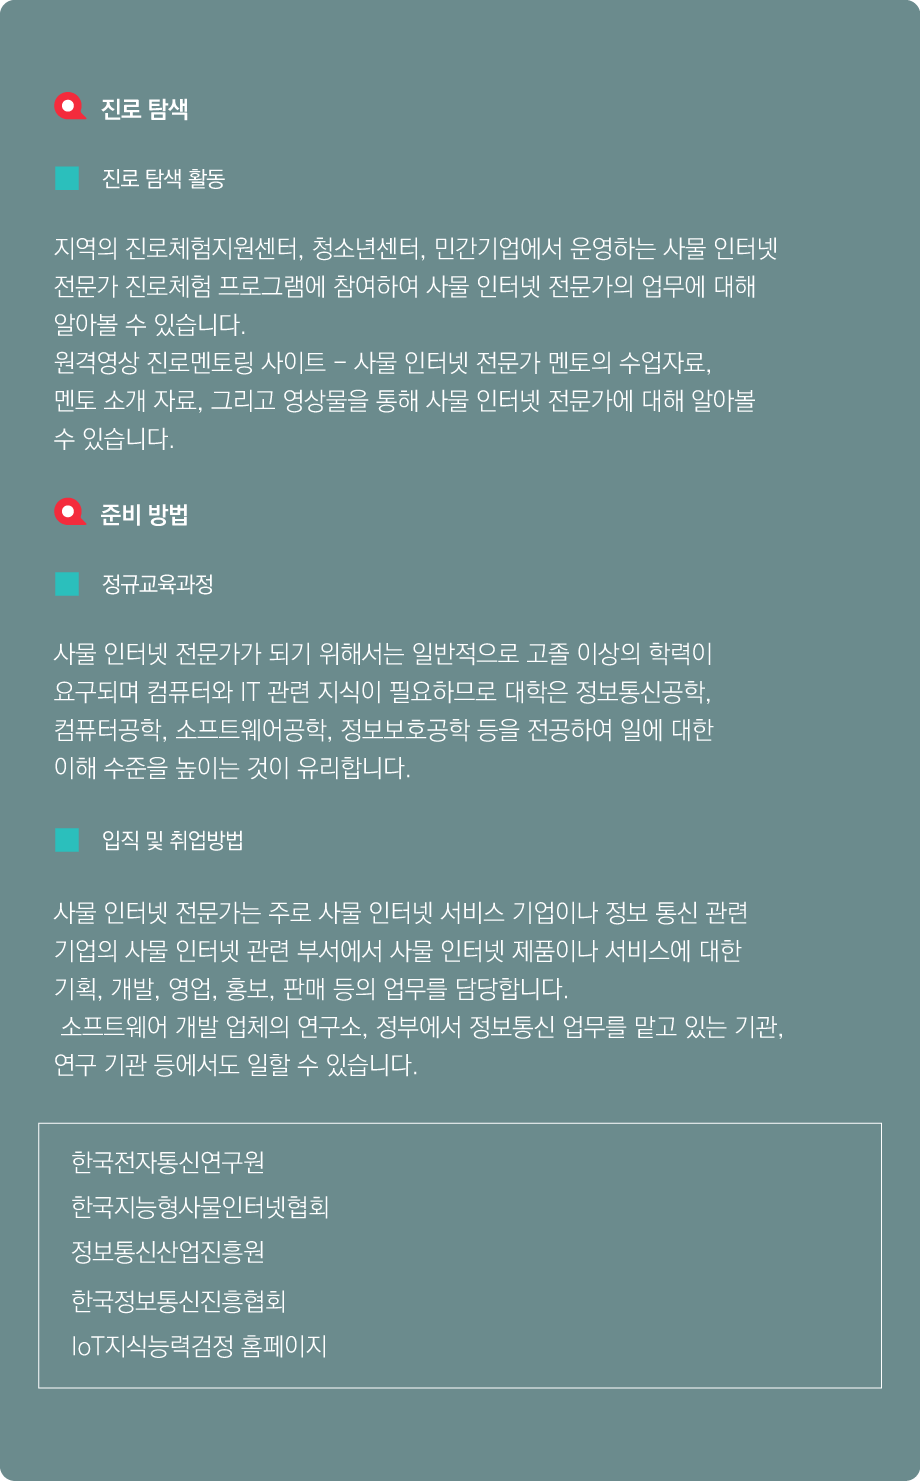 진로 탐색
진로 탐색 활동
지역의 진로체험지원센터, 청소년센터, 민간기업에서 운영하는 사물 인터넷
전문가 진로체험 프로그램에 참여하여 사물 인터넷 전문가의 업무에 대해
알아볼 수 있습니다.
원격영상 진로멘토링 사이트 – 사물 인터넷 전문가 멘토의 수업자료,
멘토 소개 자료, 그리고 영상물을 통해 사물 인터넷 전문가에 대해 알아볼
수 있습니다.
준비 방법
정규교육과정
사물 인터넷 전문가가 되기 위해서는 일반적으로 고졸 이상의 학력이
요구되며 컴퓨터와 IT 관련 지식이 필요하므로 대학은 정보통신공학,
컴퓨터공학, 소프트웨어공학, 정보보호공학 등을 전공하여 일에 대한
이해 수준을 높이는 것이 유리합니다.
입직 및 취업방법
사물 인터넷 전문가는 주로 사물 인터넷 서비스 기업이나 정보 통신 관련
기업의 사물 인터넷 관련 부서에서 사물 인터넷 제품이나 서비스에 대한
기획, 개발, 영업, 홍보, 판매 등의 업무를 담당합니다.
소프트웨어 개발 업체의 연구소, 정부에서 정보통신 업무를 맡고 있는 기관,
연구 기관 등에서도 일할 수 있습니다.
한국전자통신연구원
한국지능형사물인터넷협회
정보통신산업진흥원
한국정보통신진흥협회
IoT지식능력검정 홈페이지